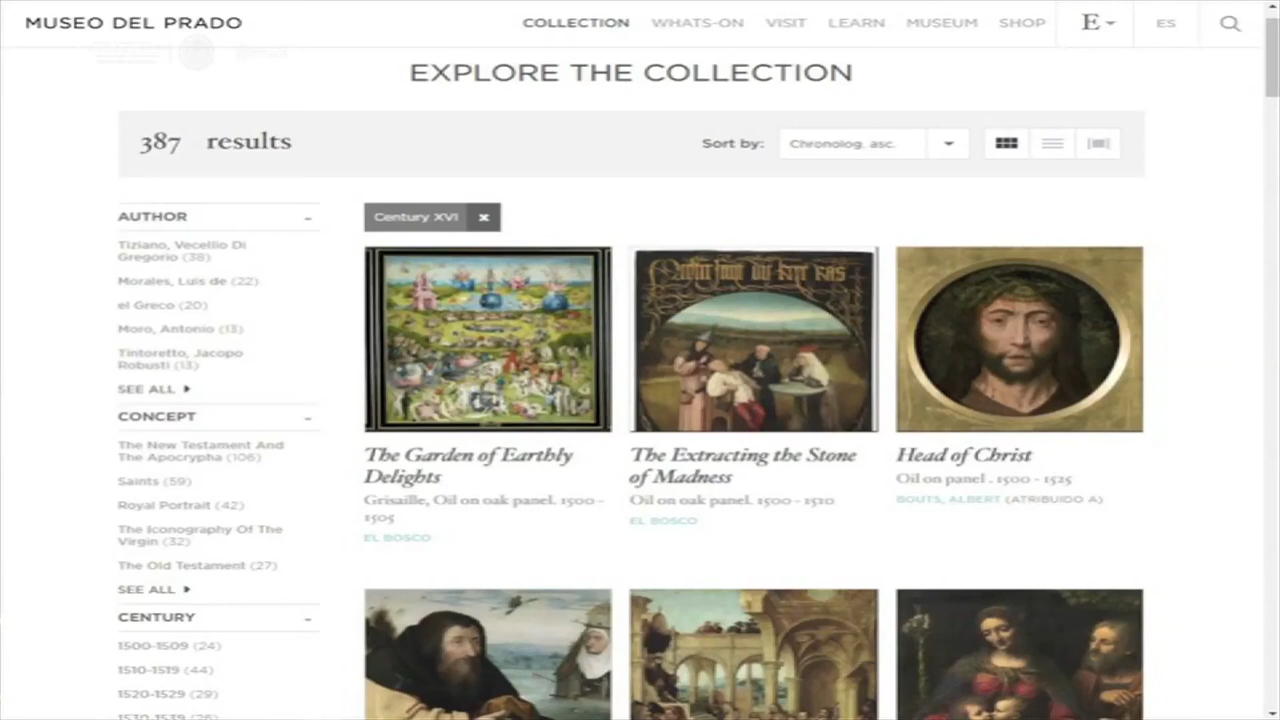 MUSEO DEL PRADO
COLLECTION WHATS-ON VISIT LEARN MUSEUM SHOP E ES
EXPLORE THE COLLECTION
387 results
Sort by: Chronolog. asc.
AUTHOR
Tiziano, Vecellio Di
Gregorio (38)
Morales, Luis de (22)
el Greco (20)
Moro, Antonio (13)
Tintoretto, Jacopo
Robusti (13)
SEE ALL
CONCEPT
The New Testament And
The Apocrypha (106)
Saints (59)
Royal Portrait (42)
The Iconography Of The
Virgin (32)
The Old Testament (27)
SEE ALL
CENTURY
1500-1509 (24)
1510-1519 (44)
1520-1529 (29)
1530-1539 (26)
Century XVI x
The Garden of Earthly
Delights
Grisaille, Oil on oak panel. 1500 -
1505
EL BOSCO
The Extracting the Stone
of Madness
Oil on oak panel. 1500 - 1510
EL BOSCO
Head of Christ
Oil on panel . 1500 - 1525
BOUTS, ALBERT (ATRIBUIDO A)